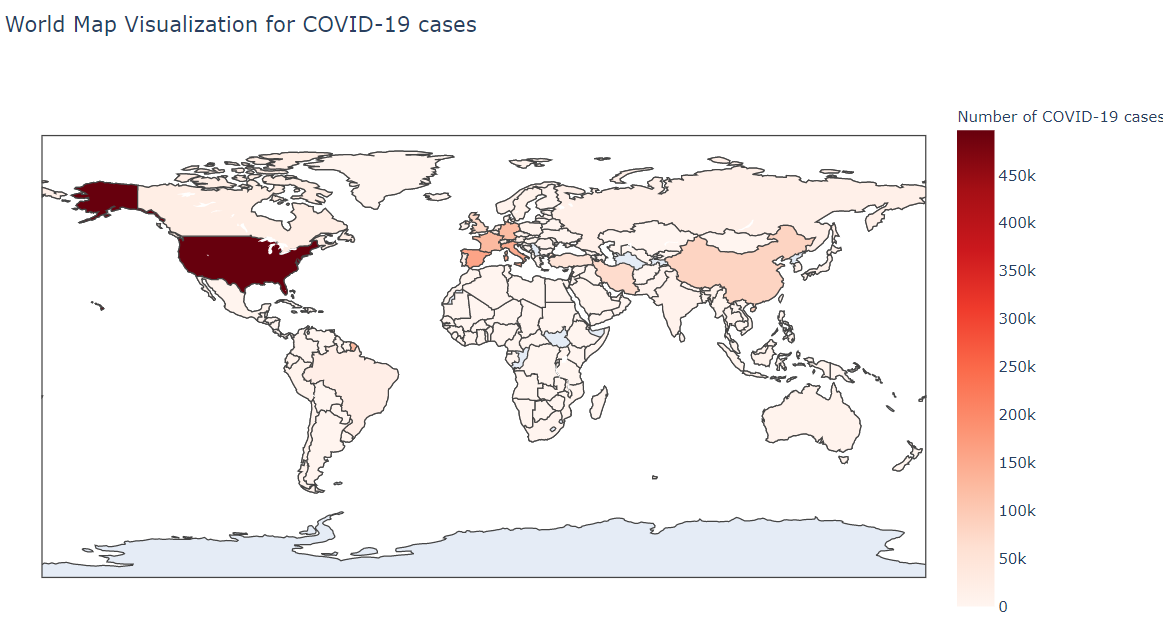 World Map Visualization for COVID-19 cases
Number of COVID-19 cases
450k
400k
350k
300k
250k
200k
150k
100k
50k
0